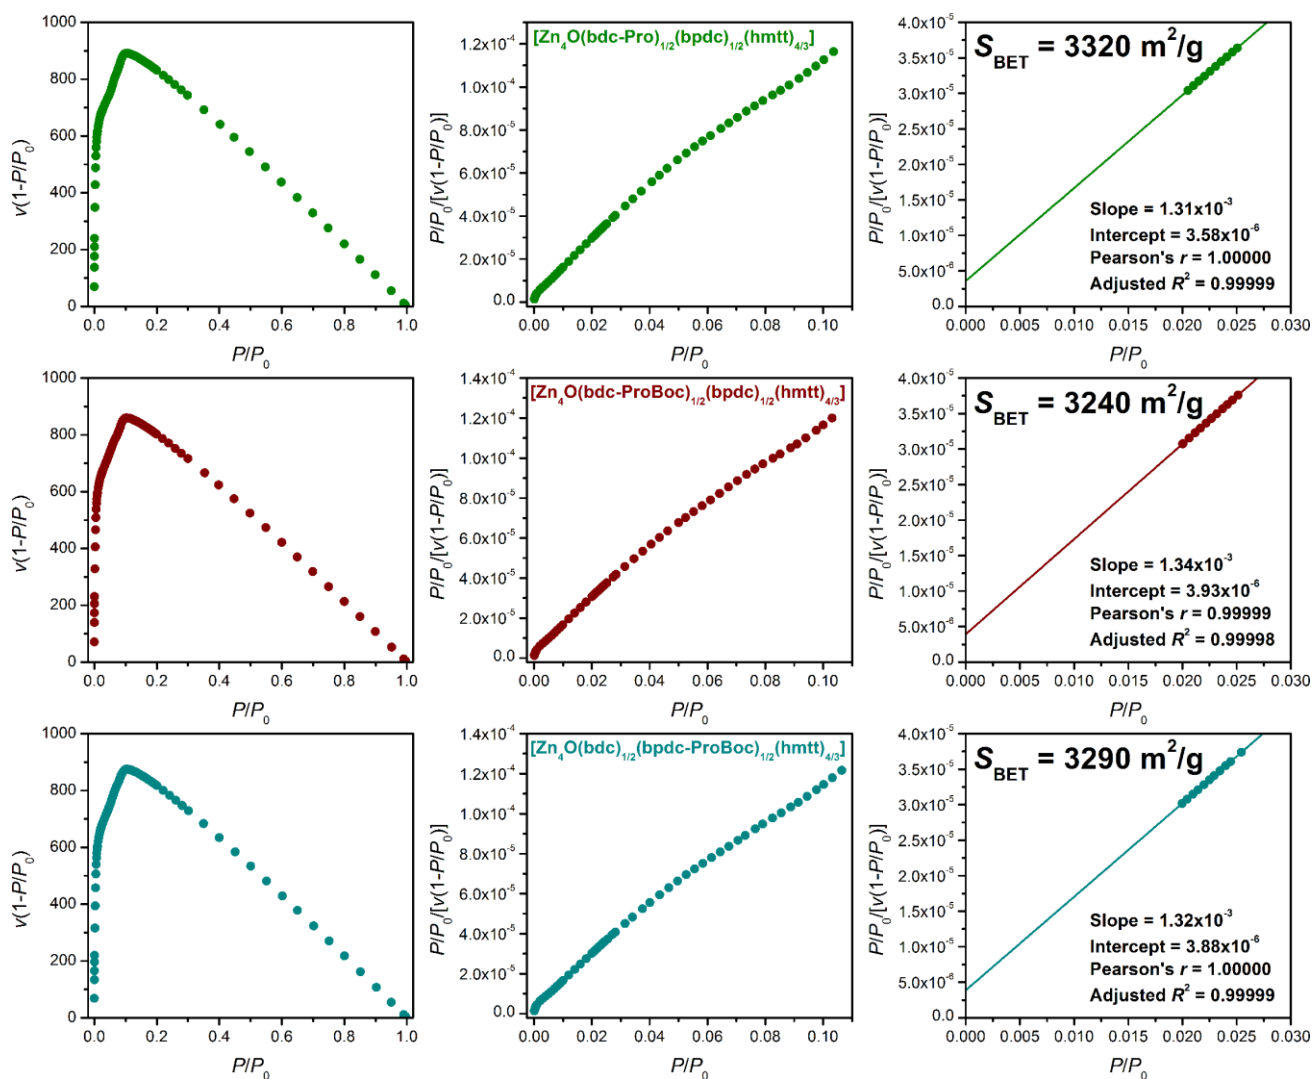 1000
800
600
400
200
0
v(1-P/P₀)
0.0 0.2 0.4 0.6 0.8 1.0
P/P₀
[Zn₄O(bdc-Pro)₁/₂(bpdc)₁/₂(hmtt)₄/₃]
1.2x10⁻⁴
1.0x10⁻⁴
8.0x10⁻⁵
6.0x10⁻⁵
4.0x10⁻⁵
2.0x10⁻⁵
0.0
P/P₀/[v(1-P/P₀)]
0.00 0.02 0.04 0.06 0.08 0.10
P/P₀
S_BET = 3320 m²/g
4.0x10⁻⁵
3.5x10⁻⁵
3.0x10⁻⁵
2.5x10⁻⁵
2.0x10⁻⁵
1.5x10⁻⁵
1.0x10⁻⁵
5.0x10⁻⁶
0.0
P/P₀/[v(1-P/P₀)]
Slope = 1.31x10⁻³
Intercept = 3.58x10⁻⁶
Pearson's r = 1.00000
Adjusted R² = 0.99999
0.000 0.005 0.010 0.015 0.020 0.025 0.030
P/P₀
1000
800
600
400
200
0
v(1-P/P₀)
0.0 0.2 0.4 0.6 0.8 1.0
P/P₀
[Zn₄O(bdc-ProBoc)₁/₂(bpdc)₁/₂(hmtt)₄/₃]
1.4x10⁻⁴
1.2x10⁻⁴
1.0x10⁻⁴
8.0x10⁻⁵
6.0x10⁻⁵
4.0x10⁻⁵
2.0x10⁻⁵
0.0
P/P₀/[v(1-P/P₀)]
0.00 0.02 0.04 0.06 0.08 0.10
P/P₀
S_BET = 3240 m²/g
4.0x10⁻⁵
3.5x10⁻⁵
3.0x10⁻⁵
2.5x10⁻⁵
2.0x10⁻⁵
1.5x10⁻⁵
1.0x10⁻⁵
5.0x10⁻⁶
0.0
P/P₀/[v(1-P/P₀)]
Slope = 1.34x10⁻³
Intercept = 3.93x10⁻⁶
Pearson's r = 0.99999
Adjusted R² = 0.99998
0.000 0.005 0.010 0.015 0.020 0.025 0.030
P/P₀
1000
800
600
400
200
0
v(1-P/P₀)
0.0 0.2 0.4 0.6 0.8 1.0
P/P₀
[Zn₄O(bdc)₁/₂(bpdc-ProBoc)₁/₂(hmtt)₄/₃]
1.4x10⁻⁴
1.2x10⁻⁴
1.0x10⁻⁴
8.0x10⁻⁵
6.0x10⁻⁵
4.0x10⁻⁵
2.0x10⁻⁵
0.0
P/P₀/[v(1-P/P₀)]
0.00 0.02 0.04 0.06 0.08 0.10
P/P₀
S_BET = 3290 m²/g
4.0x10⁻⁵
3.5x10⁻⁵
3.0x10⁻⁵
2.5x10⁻⁵
2.0x10⁻⁵
1.5x10⁻⁵
1.0x10⁻⁵
5.0x10⁻⁶
0.0
P/P₀/[v(1-P/P₀)]
Slope = 1.32x10⁻³
Intercept = 3.88x10⁻⁶
Pearson's r = 1.00000
Adjusted R² = 0.99999
0.000 0.005 0.010 0.015 0.020 0.025 0.030
P/P₀